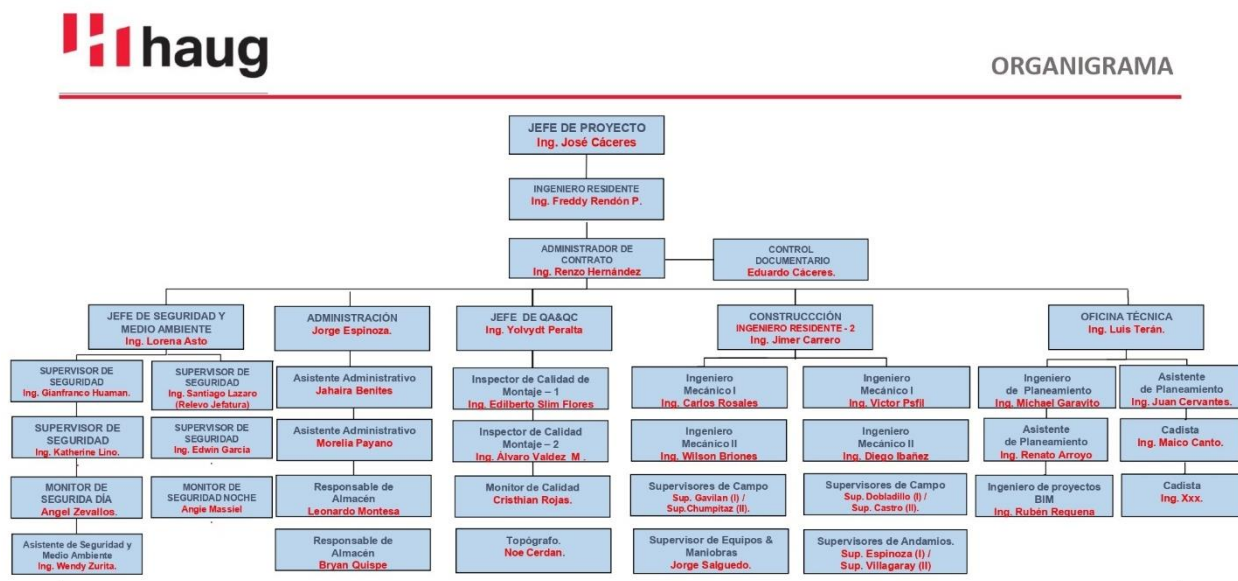 haug
ORGANIGRAMA
JEFE DE PROYECTO
Ing. José Cáceres
INGENIERO RESIDENTE
Ing. Freddy Rendón P.
ADMINISTRADOR DE
CONTRATO
Ing. Renzo Hernández
CONTROL
DOCUMENTARIO
Eduardo Cáceres.
JEFE DE SEGURIDAD Y
MEDIO AMBIENTE
Ing. Lorena Asto
ADMINISTRACIÓN
Jorge Espinoza.
JEFE DE QA&QC
Ing. Yolvydt Peralta
CONSTRUCCCIÓN
INGENIERO RESIDENTE - 2
Ing. Jimer Carrero
OFICINA TÉCNICA
Ing. Luis Terán.
SUPERVISOR DE
SEGURIDAD
Ing. Gianfranco Huaman.
SUPERVISOR DE
SEGURIDAD
Ing. Santiago Lazaro
(Relevo Jefatura)
Asistente Administrativo
Jahaira Benites
Inspector de Calidad de
Montaje – 1
Ing. Edilberto Slim Flores
Ingeniero
Mecánico I
Ing. Carlos Rosales
Ingeniero
Mecánico I
Ing. Victor Psfil
Ingeniero
de Planeamiento
Ing. Michael Garavito
Asistente
de Planeamiento
Ing. Juan Cervantes.
SUPERVISOR DE
SEGURIDAD
Ing. Katherine Lino.
SUPERVISOR DE
SEGURIDAD
Ing. Edwin García
Asistente Administrativo
Morelia Payano
Inspector de Calidad
Montaje – 2
Ing. Álvaro Valdez M .
Ingeniero
Mecánico II
Ing. Wilson Briones
Ingeniero
Mecánico II
Ing. Diego Ibañez
Asistente
de Planeamiento
Ing. Renato Arroyo
Cadista
Ing. Maico Canto.
MONITOR DE
SEGURIDA DÍA
Angel Zevallos.
MONITOR DE
SEGURIDAD NOCHE
Angie Massiel
Responsable de
Almacén
Leonardo Montesa
Monitor de Calidad
Cristhian Rojas.
Supervisores de Campo
Sup. Gavilan (I) /
Sup.Chumpitaz (II).
Supervisores de Campo
Sup. Dobladillo (I) /
Sup. Castro (II).
Ingeniero de proyectos
BIM
Ing. Rubén Requena
Cadista
Ing. Xxx.
Asistente de Seguridad y
Medio Ambiente
Ing. Wendy Zurita.
Responsable de
Almacén
Bryan Quispe
Topógrafo.
Noe Cerdan.
Supervisor de Equipos &
Maniobras
Jorge Salguedo.
Supervisores de Andamios.
Sup. Espinoza (I) /
Sup. Villagaray (II)